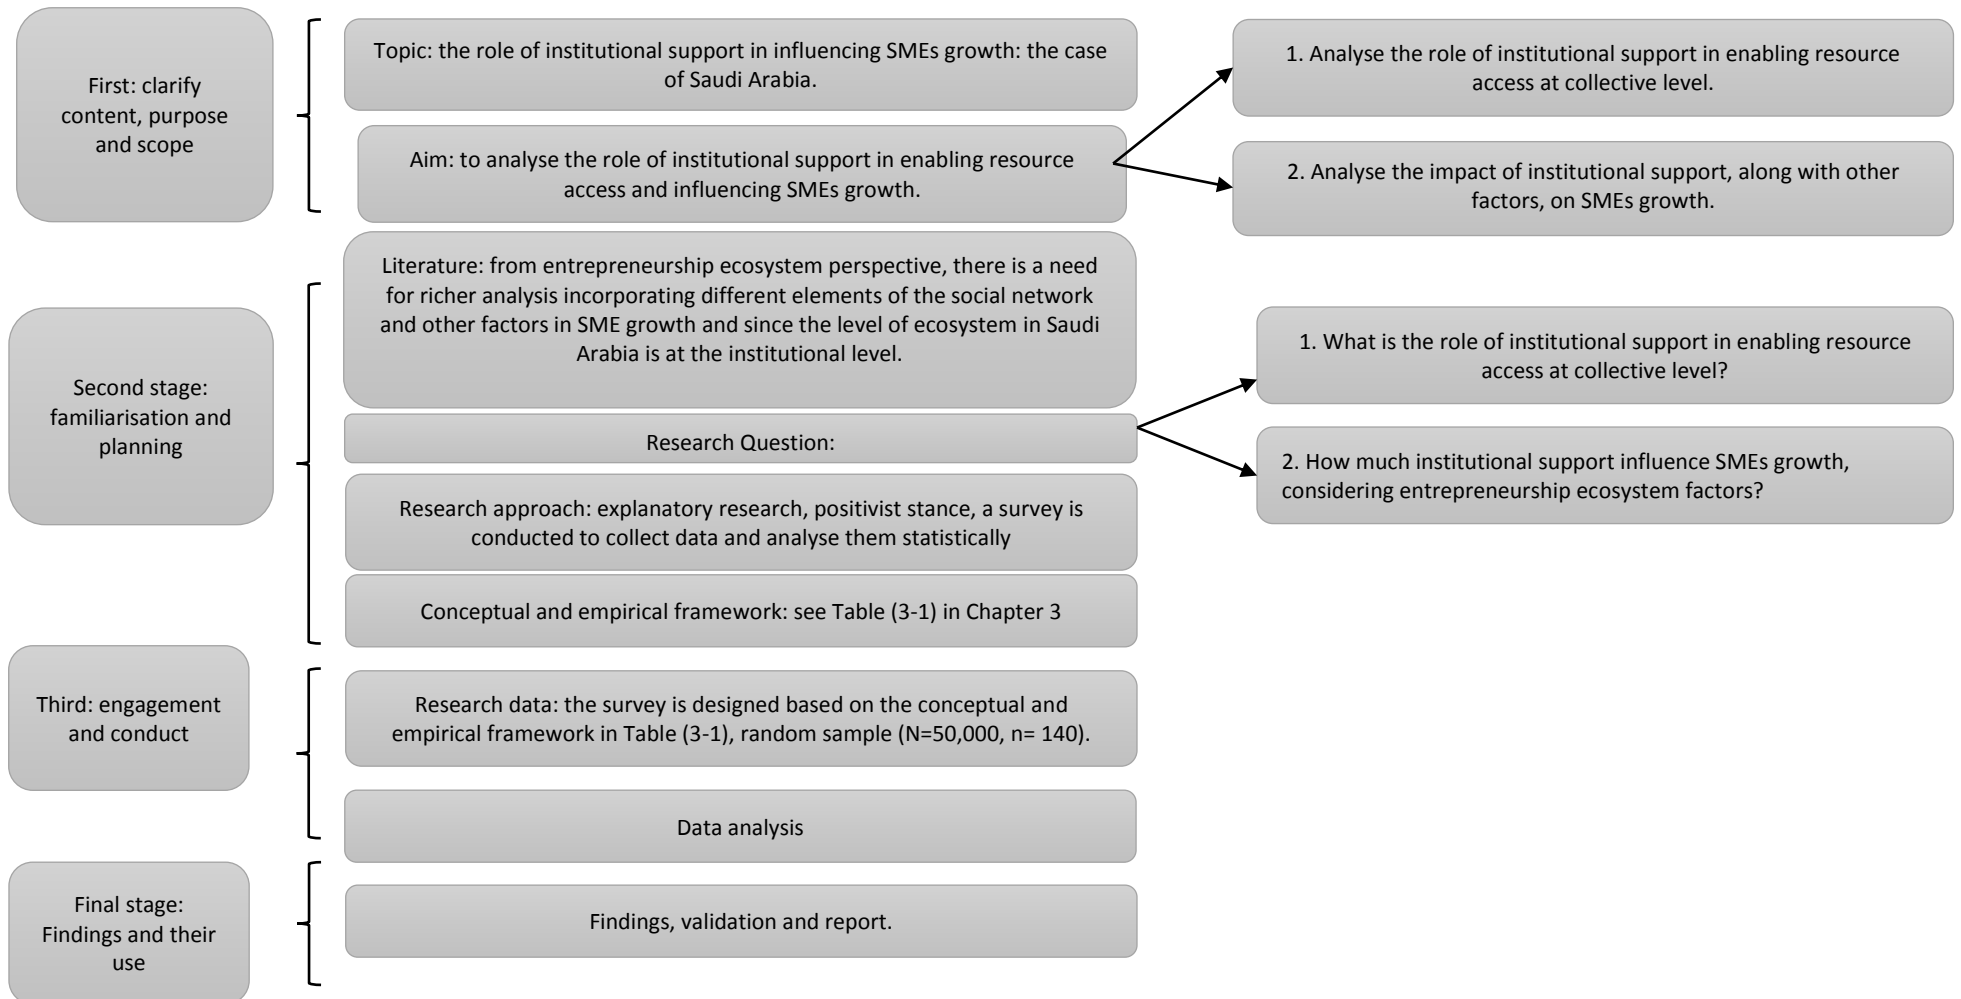 First: clarify
content, purpose
and scope
Topic: the role of institutional support in influencing SMEs growth: the case
of Saudi Arabia.
Aim: to analyse the role of institutional support in enabling resource
access and influencing SMEs growth.
1. Analyse the role of institutional support in enabling resource
access at collective level.
2. Analyse the impact of institutional support, along with other
factors, on SMEs growth.
Second stage:
familiarisation and
planning
Literature: from entrepreneurship ecosystem perspective, there is a need
for richer analysis incorporating different elements of the social network
and other factors in SME growth and since the level of ecosystem in Saudi
Arabia is at the institutional level.
Research Question:
1. What is the role of institutional support in enabling resource
access at collective level?
2. How much institutional support influence SMEs growth,
considering entrepreneurship ecosystem factors?
Research approach: explanatory research, positivist stance, a survey is
conducted to collect data and analyse them statistically
Conceptual and empirical framework: see Table (3-1) in Chapter 3
Third: engagement
and conduct
Research data: the survey is designed based on the conceptual and
empirical framework in Table (3-1), random sample (N=50,000, n= 140).
Data analysis
Final stage:
Findings and their
use
Findings, validation and report.